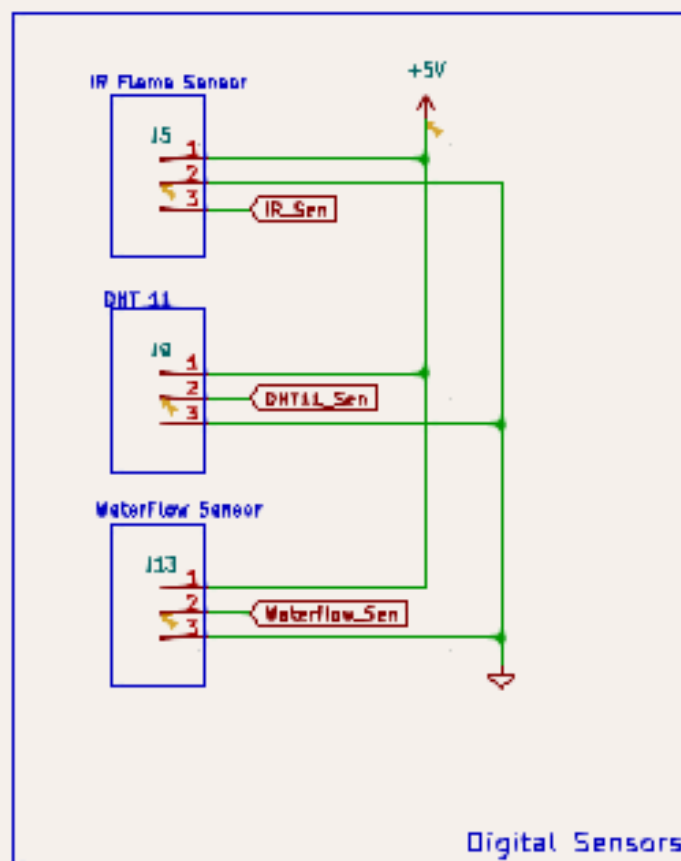 +5V
IR Flame Sensor
J5
1
2
3
IR_Sen
DHT 11
1
2
3
DHT11_Sen
WaterFlow Sensor
J13
1
2
3
Waterflow_Sen
Digital Sensors